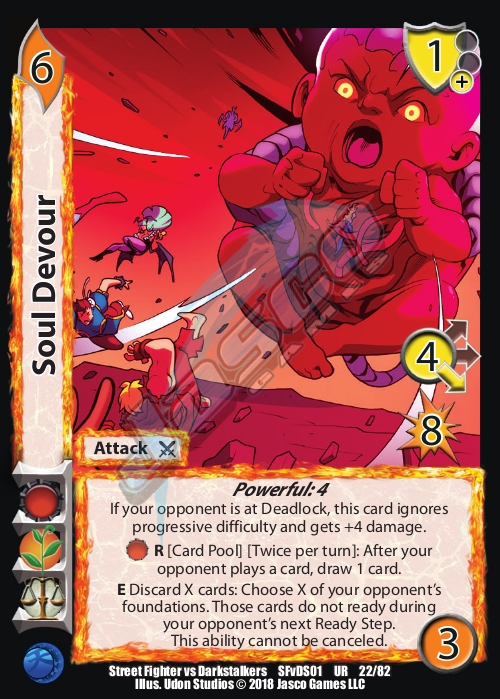 6
1
+
Soul Devour
4
8
Attack
Powerful: 4
If your opponent is at Deadlock, this card ignores
progressive difficulty and gets +4 damage.
R [Card Pool] [Twice per turn]: After your
opponent plays a card, draw 1 card.
E Discard X cards: Choose X of your opponent's
foundations. Those cards do not ready during
your opponent's next Ready Step.
This ability cannot be canceled.
3
Street Fighter vs Darkstalkers SFvDS01 UR 22/82
Illus. Udon Studios © 2018 Jasco Games LLC
JASCO
GAMES